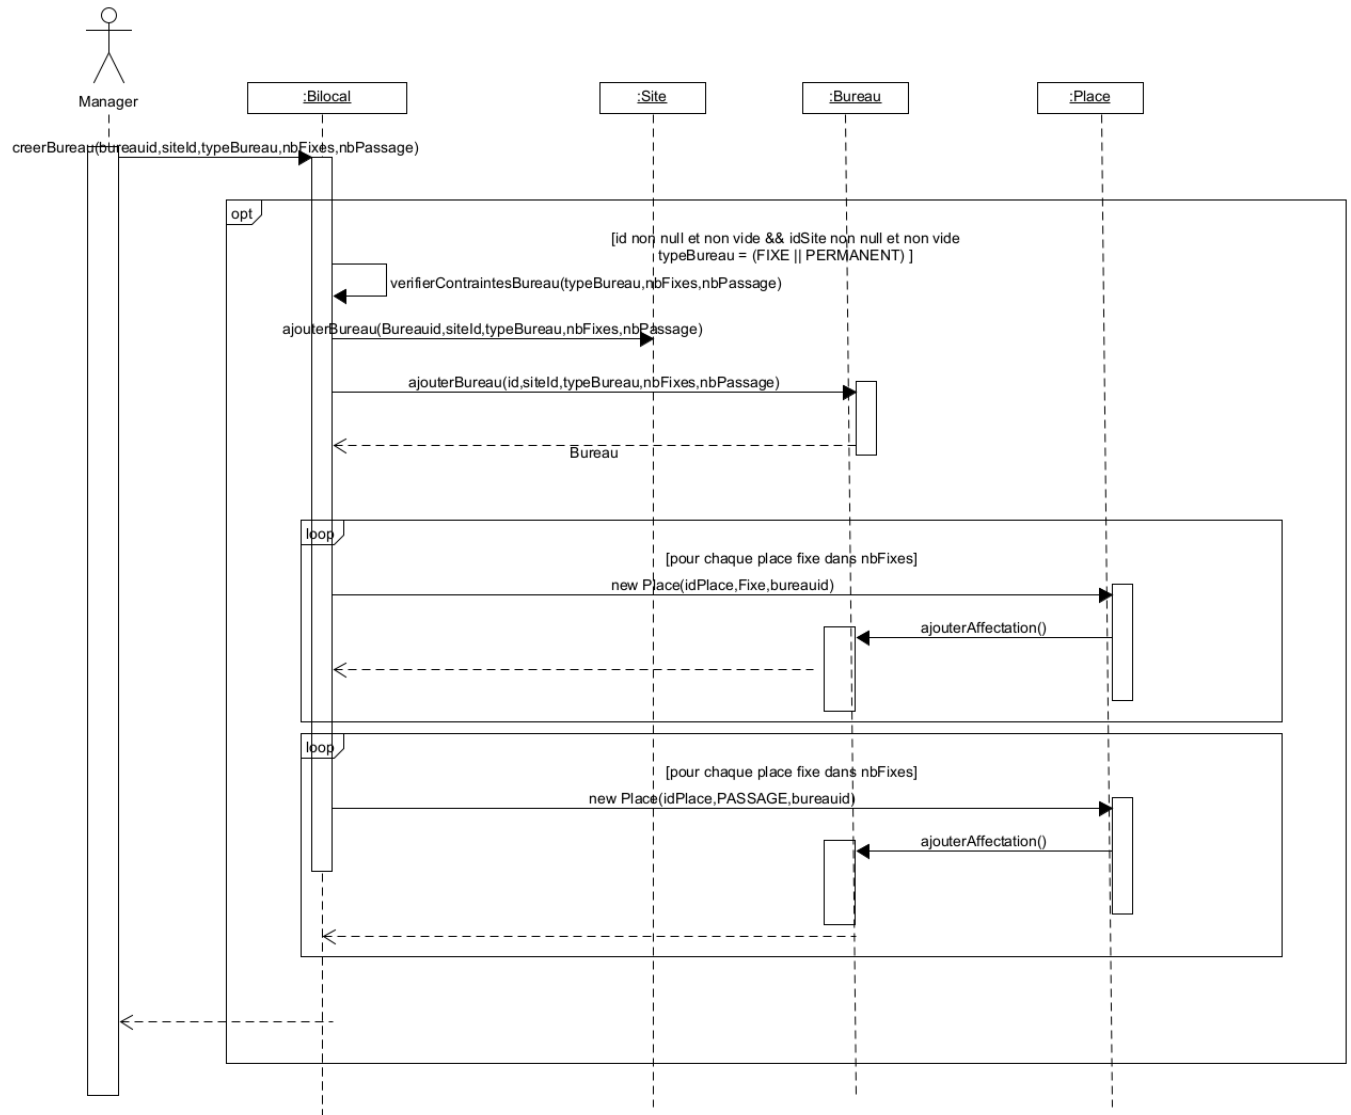 Manager
:Bilocal
:Site
:Bureau
:Place
creerBureau(bureauid,siteId,typeBureau,nbFixes,nbPassage)
opt
[id non null et non vide && idSite non null et non vide
typeBureau = (FIXE || PERMANENT) ]
verifierContraintesBureau(typeBureau,nbFixes,nbPassage)
ajouterBureau(Bureauid,siteId,typeBureau,nbFixes,nbPassage)
ajouterBureau(id,siteId,typeBureau,nbFixes,nbPassage)
Bureau
loop
[pour chaque place fixe dans nbFixes]
new Place(idPlace,Fixe,bureauid)
ajouterAffectation()
loop
[pour chaque place fixe dans nbFixes]
new Place(idPlace,PASSAGE,bureauid)
ajouterAffectation()